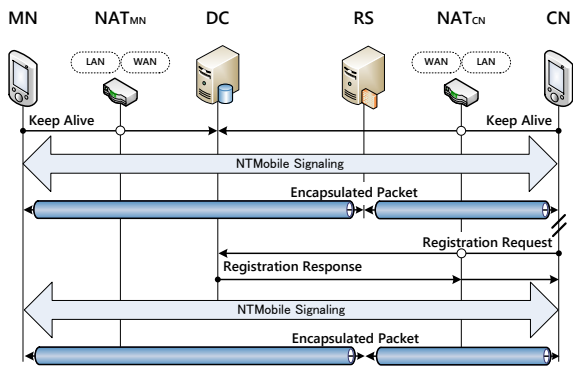 MN NATMN DC RS NATCN CN
LAN WAN WAN LAN
Keep Alive Keep Alive
NTMobile Signaling
Encapsulated Packet
Registration Request
Registration Response
NTMobile Signaling
Encapsulated Packet